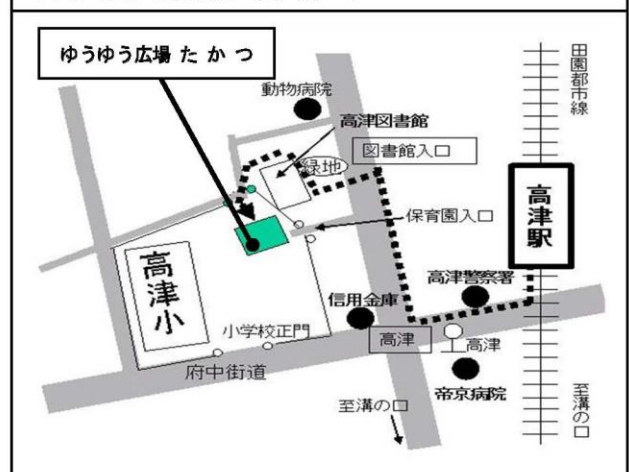 ゆうゆう広場 た か つ
動物病院
高津図書館
緑地
図書館入口
田園都市線
保育園入口
高津駅
高津小
高津警察署
信用金庫
小学校正門
高津
高津
府中街道
帝京病院
至溝の口
至溝の口